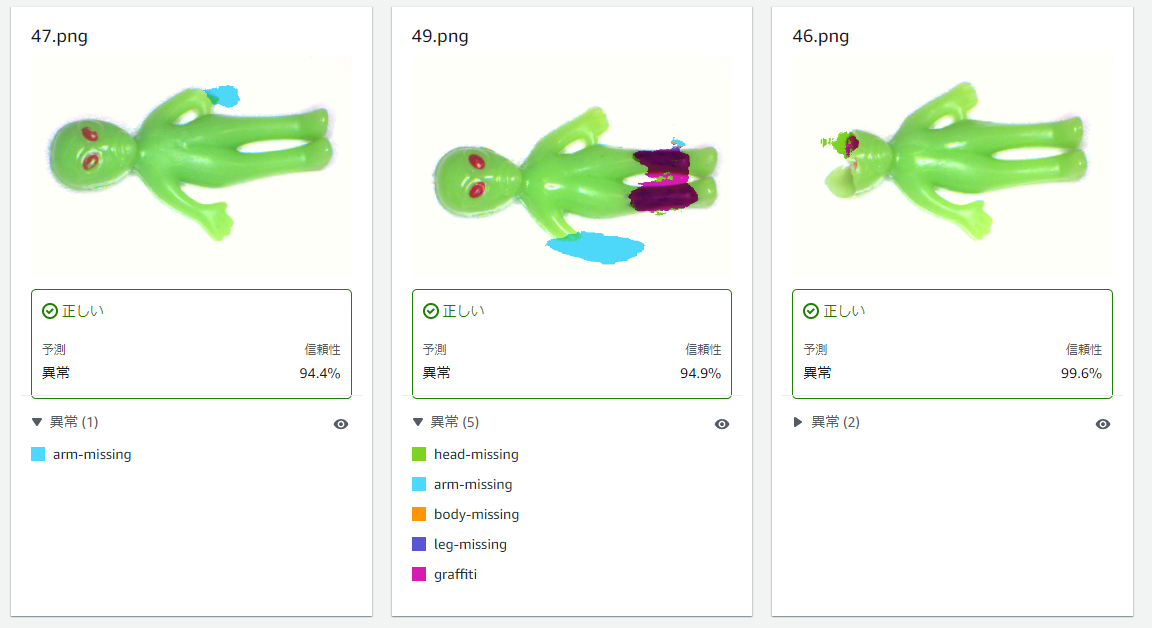 47.png
正しい
予測 信頼性
異常 94.4%
異常 (1)
arm-missing
49.png
正しい
予測 信頼性
異常 94.9%
異常 (5)
head-missing
arm-missing
body-missing
leg-missing
graffiti
46.png
正しい
予測 信頼性
異常 99.6%
異常 (2)